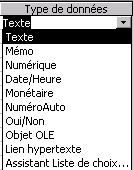 Type de données
Texte
Texte
Mémo
Numérique
Date/Heure
Monétaire
NuméroAuto
Oui/Non
Objet OLE
Lien hypertexte
Assistant Liste de choix...